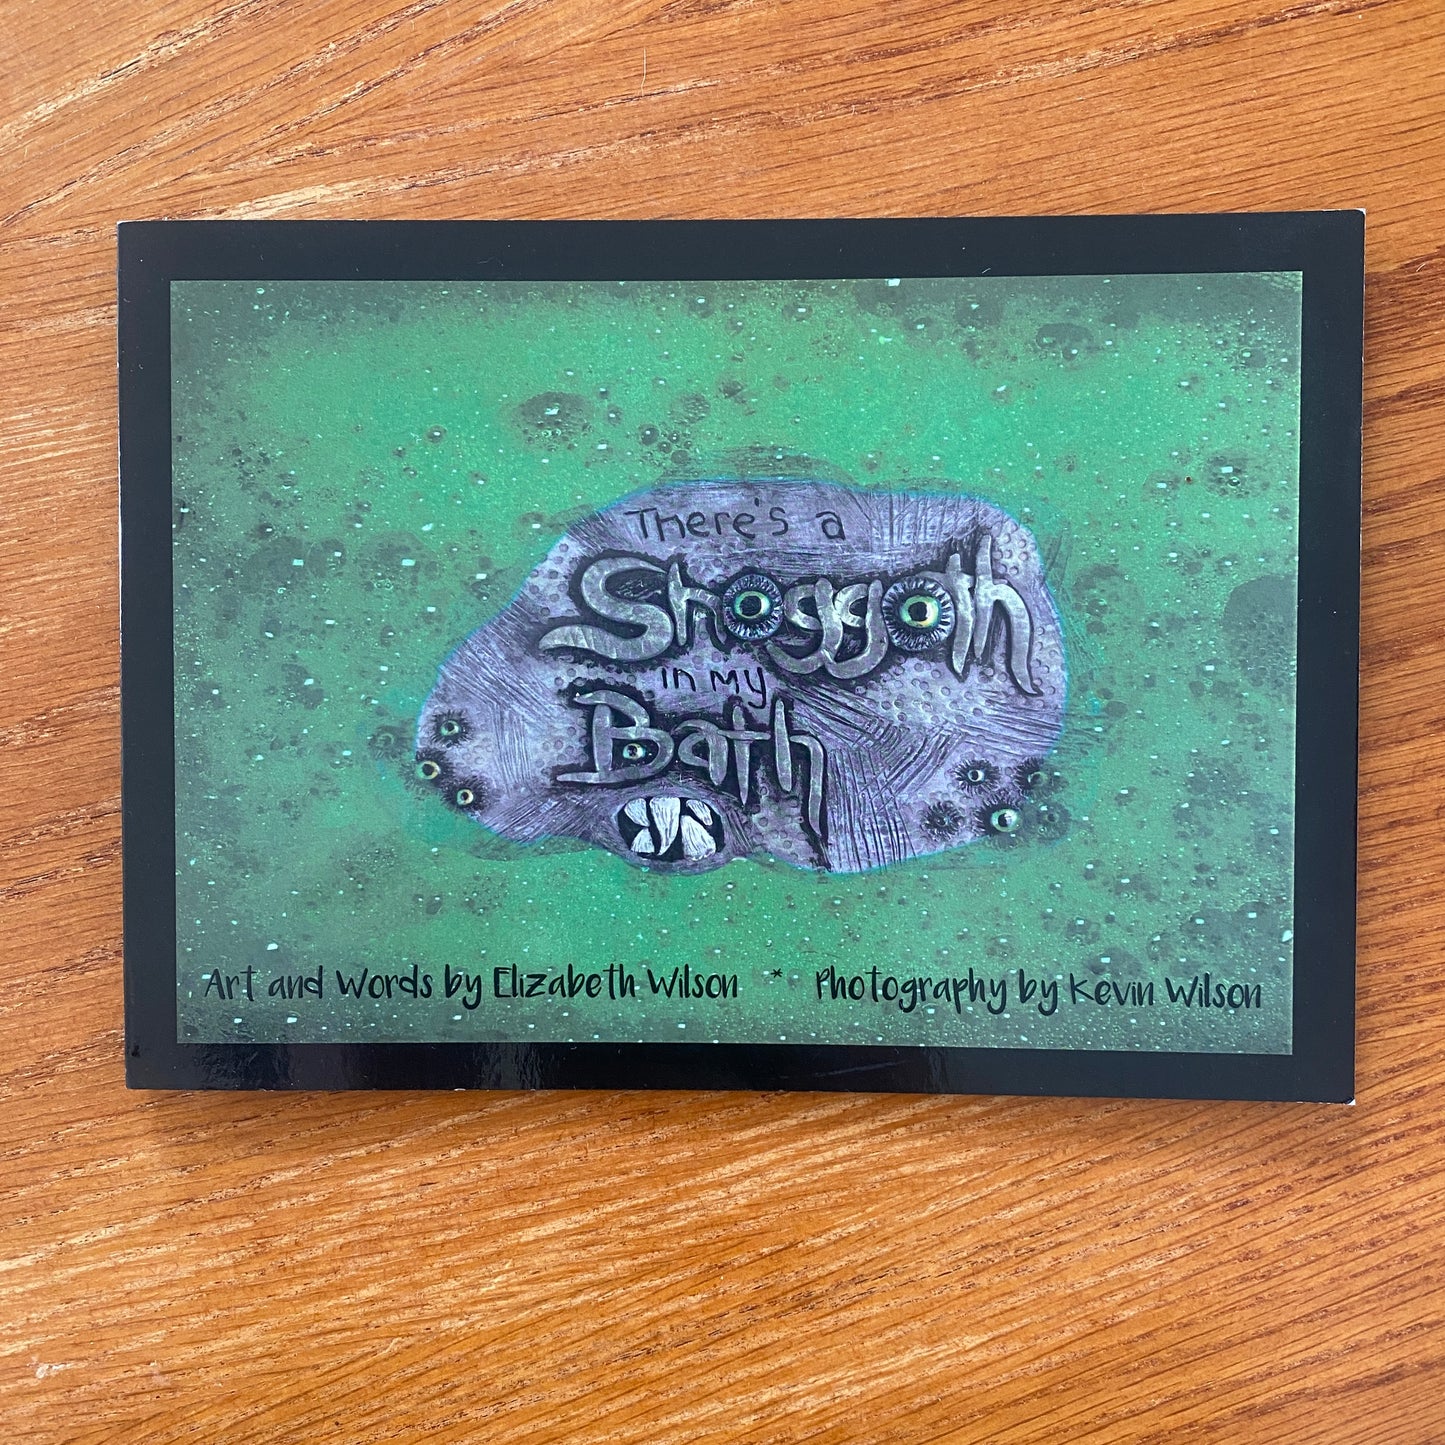 There's a
Shoggoth
in my
Bath
Art and Words by Elizabeth Wilson * Photography by Kevin Wilson